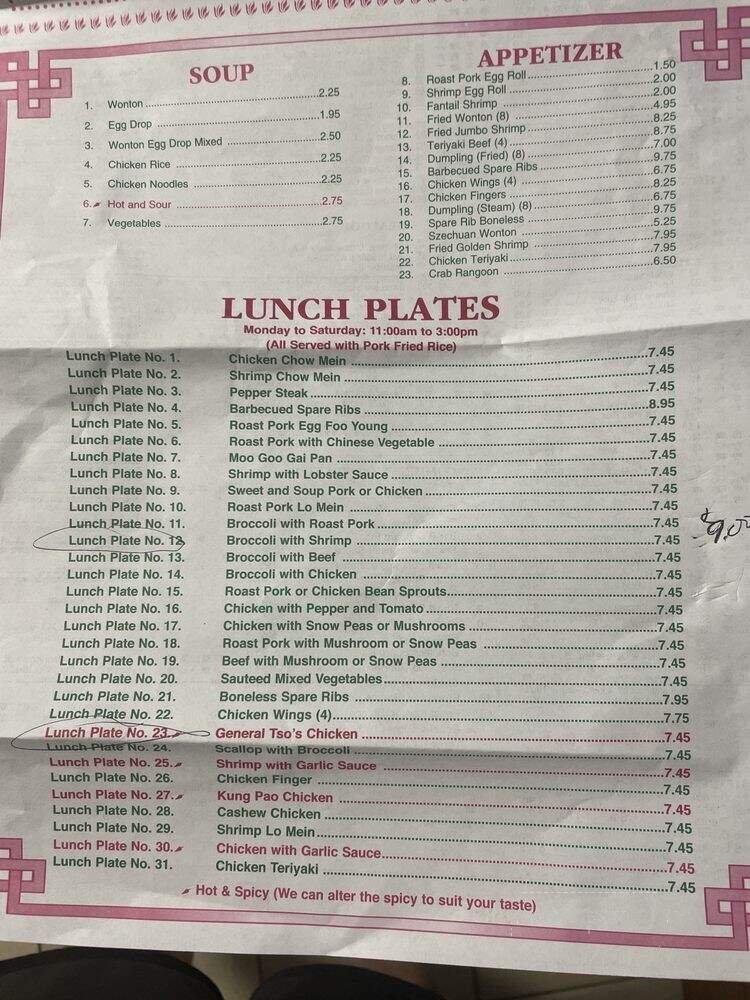 SOUP
1. Wonton 2.25
2. Egg Drop 1.95
3. Wonton Egg Drop Mixed 2.50
4. Chicken Rice 2.25
5. Chicken Noodles 2.25
6. Hot and Sour 2.75
7. Vegetables 2.75
APPETIZER
8. Roast Pork Egg Roll 1.50
9. Shrimp Egg Roll 2.00
10. Fantail Shrimp 2.00
11. Fried Wonton (8) 4.95
12. Fried Jumbo Shrimp 8.25
13. Teriyaki Beef (4) 8.75
14. Dumpling (Fried) (8) 7.00
15. Barbecued Spare Ribs 9.75
16. Chicken Wings (4) 6.75
17. Chicken Fingers 8.25
18. Dumpling (Steam) (8) 6.75
19. Spare Rib Boneless 9.75
20. Szechuan Wonton 5.25
21. Fried Golden Shrimp 7.95
22. Chicken Teriyaki 7.95
23. Crab Rangoon 6.50
LUNCH PLATES
Monday to Saturday: 11:00am to 3:00pm
(All Served with Pork Fried Rice)
Lunch Plate No. 1. Chicken Chow Mein 7.45
Lunch Plate No. 2. Shrimp Chow Mein 7.45
Lunch Plate No. 3. Pepper Steak 7.45
Lunch Plate No. 4. Barbecued Spare Ribs 8.95
Lunch Plate No. 5. Roast Pork Egg Foo Young 7.45
Lunch Plate No. 6. Roast Pork with Chinese Vegetable 7.45
Lunch Plate No. 7. Moo Goo Gai Pan 7.45
Lunch Plate No. 8. Shrimp with Lobster Sauce 7.45
Lunch Plate No. 9. Sweet and Soup Pork or Chicken 7.45
Lunch Plate No. 10. Roast Pork Lo Mein 7.45
Lunch Plate No. 11. Broccoli with Roast Pork 7.45
Lunch Plate No. 12. Broccoli with Shrimp 7.45 $9.0
Lunch Plate No. 13. Broccoli with Beef 7.45
Lunch Plate No. 14. Broccoli with Chicken 7.45
Lunch Plate No. 15. Roast Pork or Chicken Bean Sprouts 7.45
Lunch Plate No. 16. Chicken with Pepper and Tomato 7.45
Lunch Plate No. 17. Chicken with Snow Peas or Mushrooms 7.45
Lunch Plate No. 18. Roast Pork with Mushroom or Snow Peas 7.45
Lunch Plate No. 19. Beef with Mushroom or Snow Peas 7.45
Lunch Plate No. 20. Sauteed Mixed Vegetables 7.45
Lunch Plate No. 21. Boneless Spare Ribs 7.95
Lunch Plate No. 22. Chicken Wings (4) 7.75
Lunch Plate No. 23. General Tso's Chicken 7.45
Lunch Plate No. 24. Scallop with Broccoli 7.45
Lunch Plate No. 25. Shrimp with Garlic Sauce 7.45
Lunch Plate No. 26. Chicken Finger 7.45
Lunch Plate No. 27. Kung Pao Chicken 7.45
Lunch Plate No. 28. Cashew Chicken 7.45
Lunch Plate No. 29. Shrimp Lo Mein 7.45
Lunch Plate No. 30. Chicken with Garlic Sauce 7.45
Lunch Plate No. 31. Chicken Teriyaki 7.45
Hot & Spicy (We can alter the spicy to suit your taste)